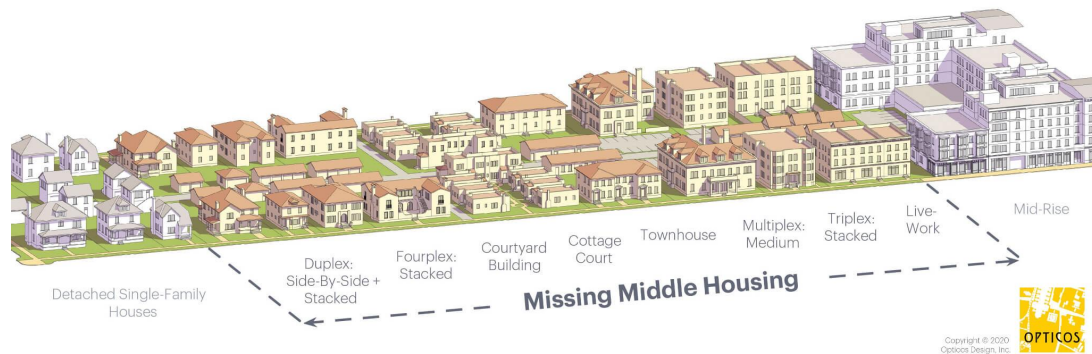 Detached Single-Family
Houses
Duplex:
Side-By-Side +
Stacked
Fourplex:
Stacked
Courtyard
Building
Cottage
Court
Townhouse
Multiplex:
Medium
Triplex:
Stacked
Live-
Work
Mid-Rise
Missing Middle Housing
Copyright © 2020
Opticos Design, Inc.
OPTICOS